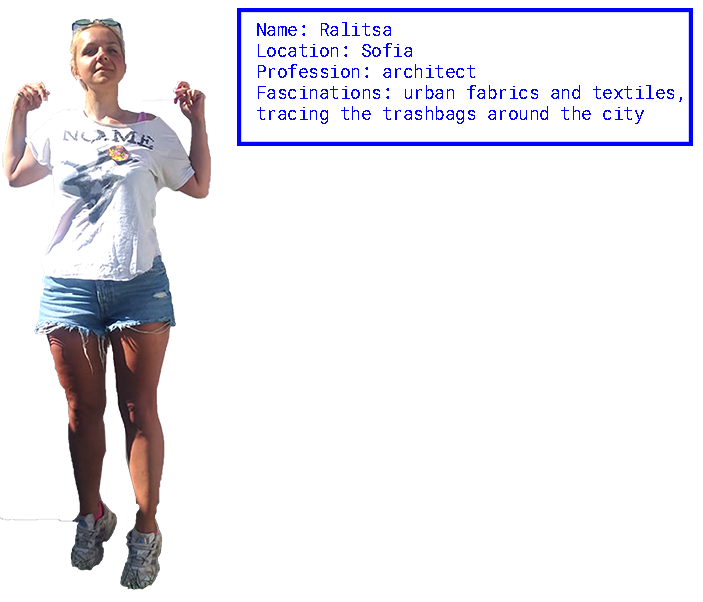 Name: Ralitsa
Location: Sofia
Profession: architect
Fascinations: urban fabrics and textiles,
tracing the trashbags around the city
NOME